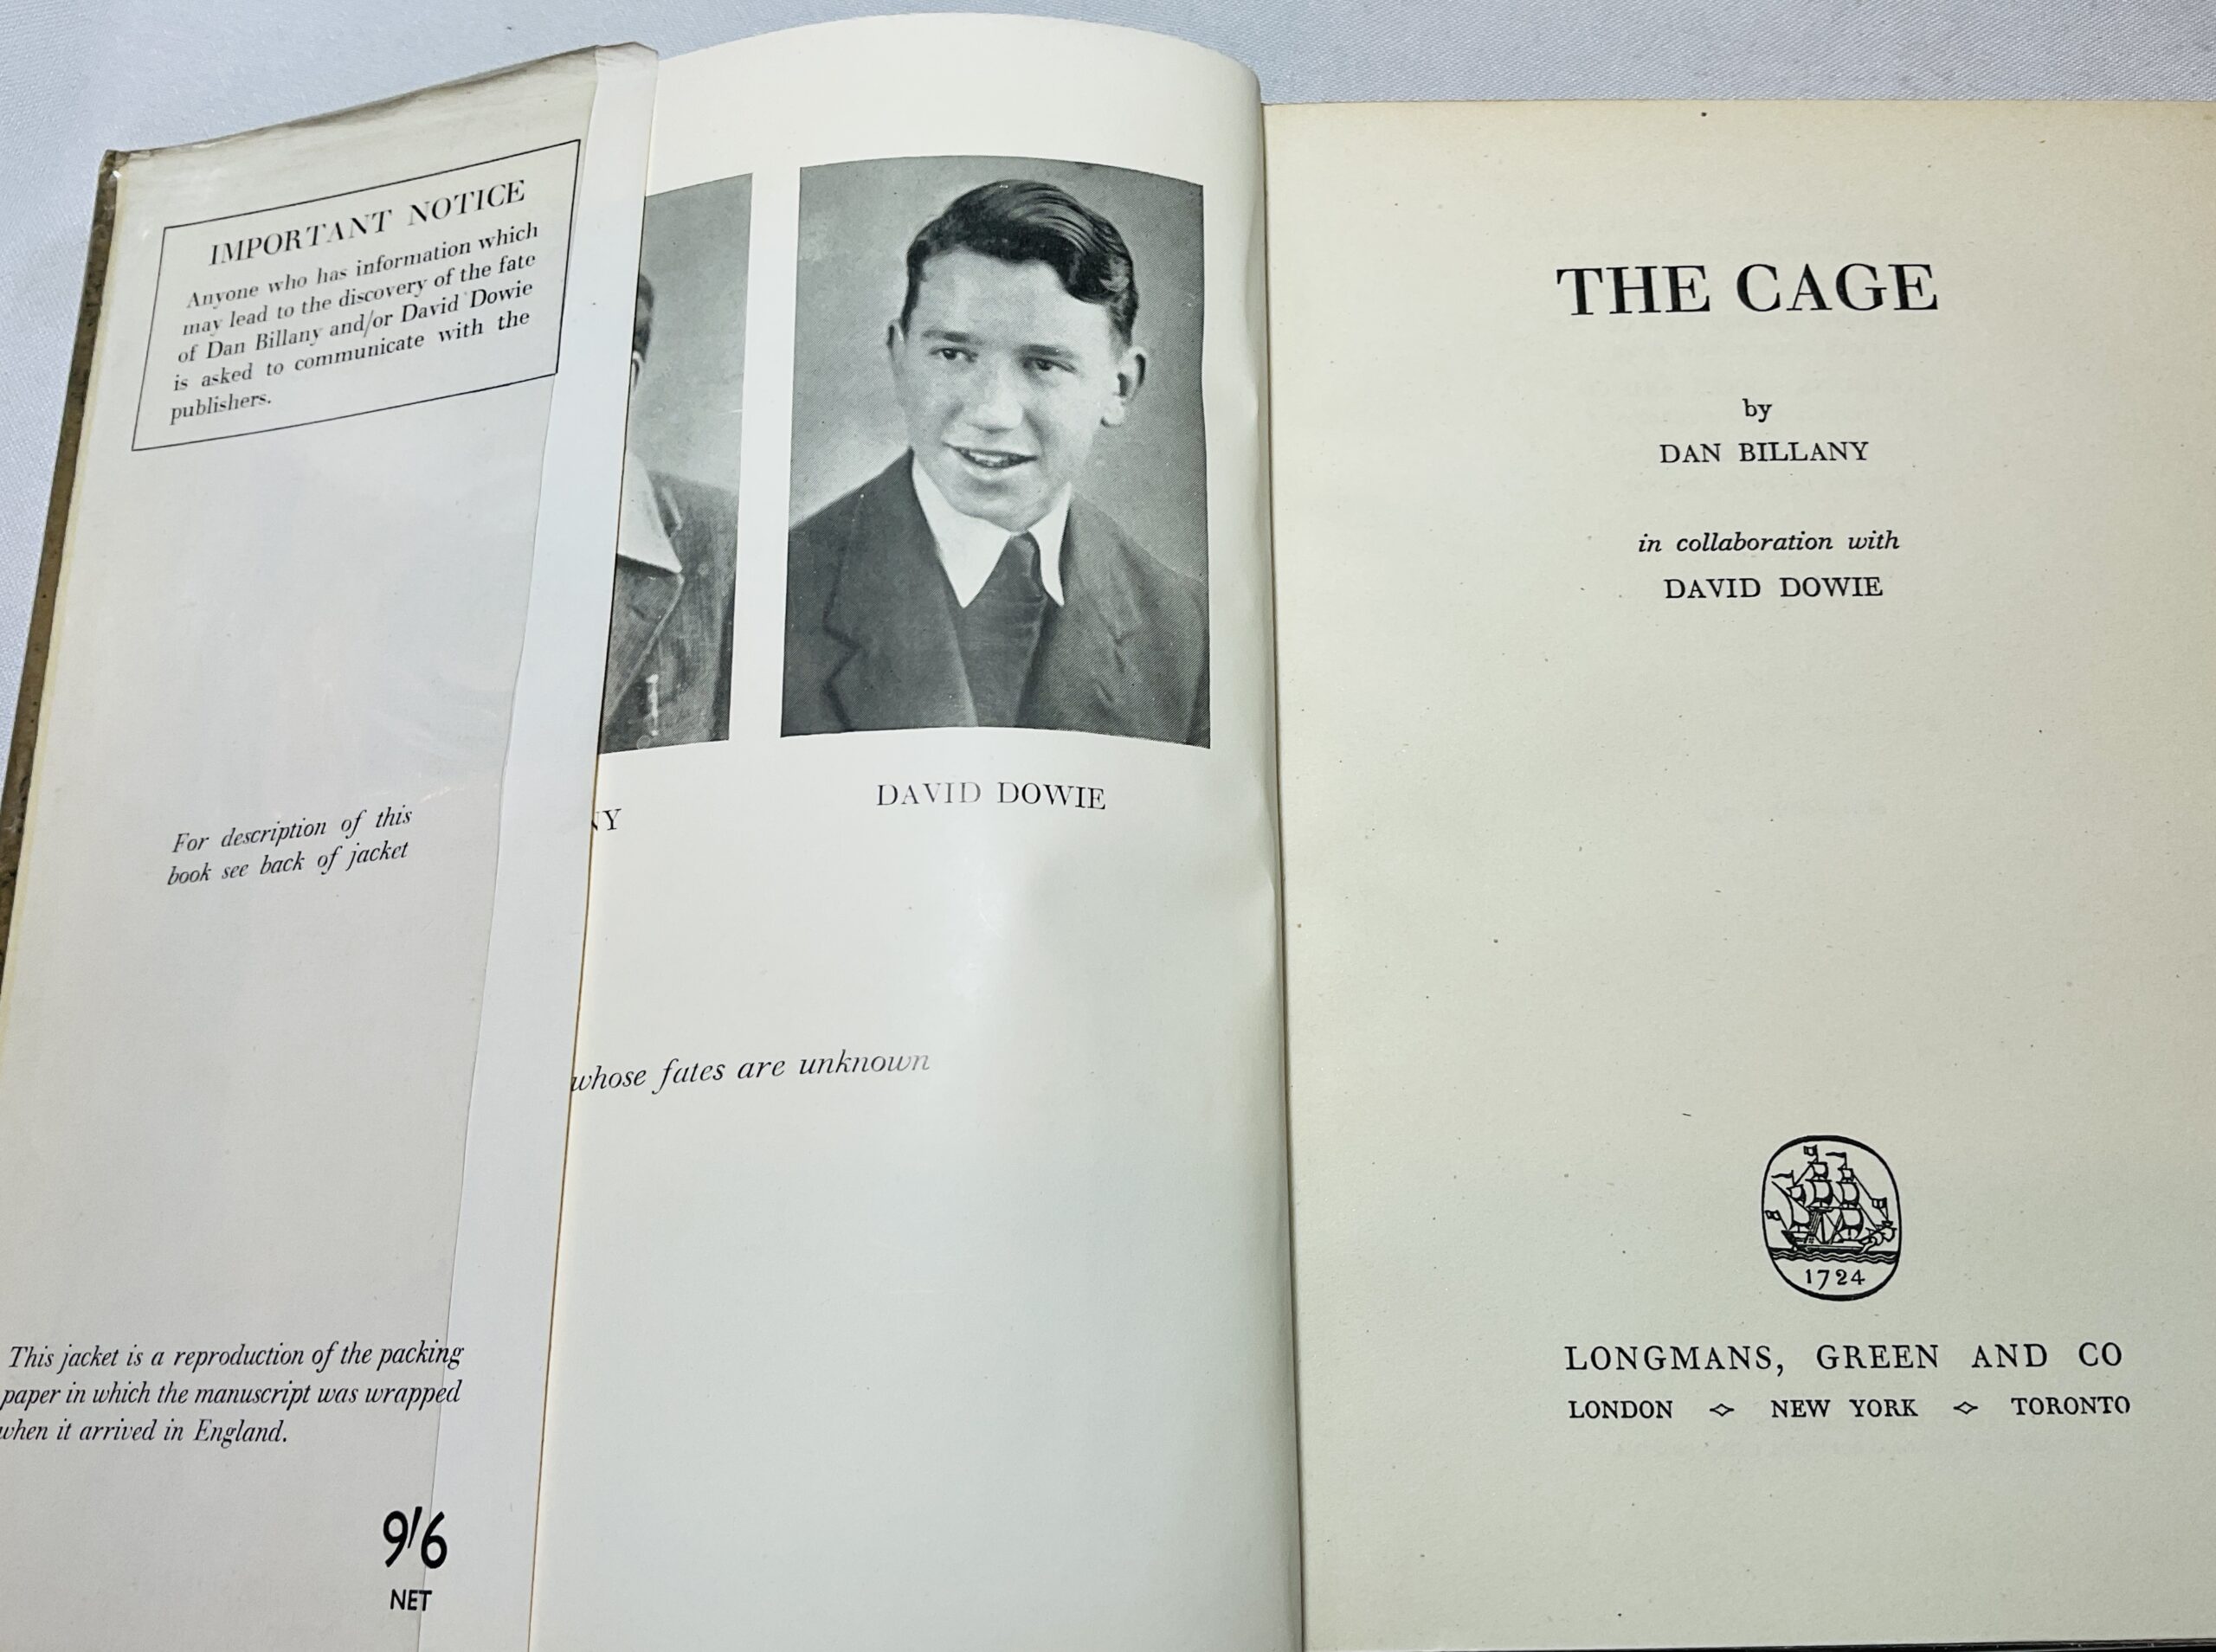 IMPORTANT NOTICE
Anyone who has information which
may lead to the discovery of the fate
of Dan Billany and/or David Dowie
is asked to communicate with the
publishers.
For description of this
book see back of jacket
This jacket is a reproduction of the packing
paper in which the manuscript was wrapped
when it arrived in England.
9/6
NET
NY
DAVID DOWIE
whose fates are unknown
THE CAGE
by
DAN BILLANY
in collaboration with
DAVID DOWIE
1724
LONGMANS, GREEN AND CO
LONDON ◇ NEW YORK ◇ TORONTO